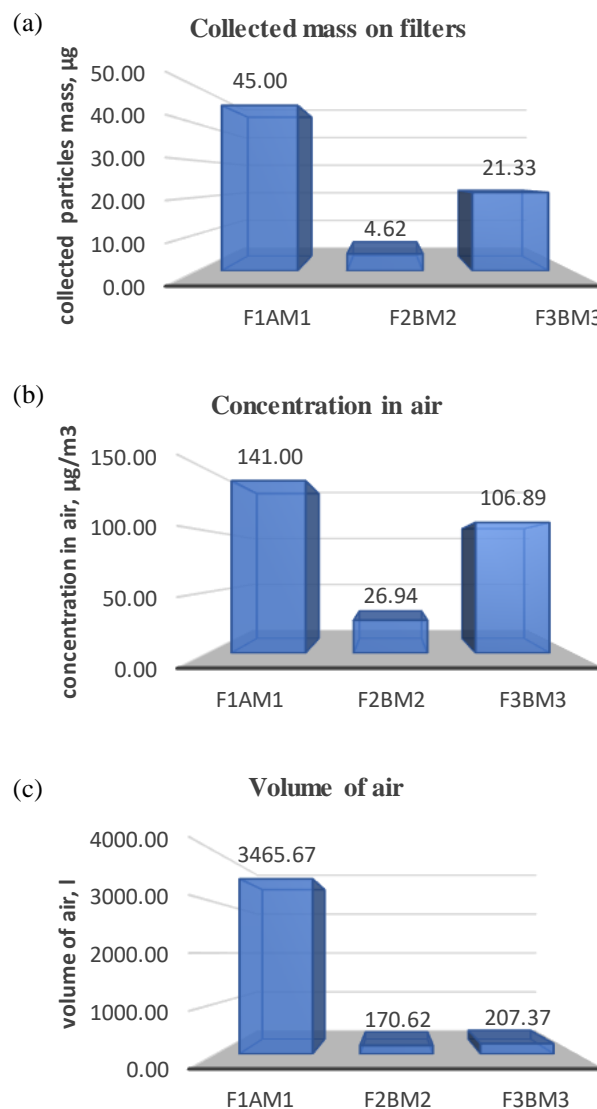 (a)
Collected mass on filters
collected particles mass, µg
50.00
40.00
30.00
20.00
10.00
0.00
45.00
4.62
21.33
F1AM1 F2BM2 F3BM3
(b)
Concentration in air
concentration in air, µg/m3
150.00
100.00
50.00
0.00
141.00
26.94
106.89
F1AM1 F2BM2 F3BM3
(c)
Volume of air
volume of air, l
4000.00
3000.00
2000.00
1000.00
0.00
3465.67
170.62
207.37
F1AM1 F2BM2 F3BM3